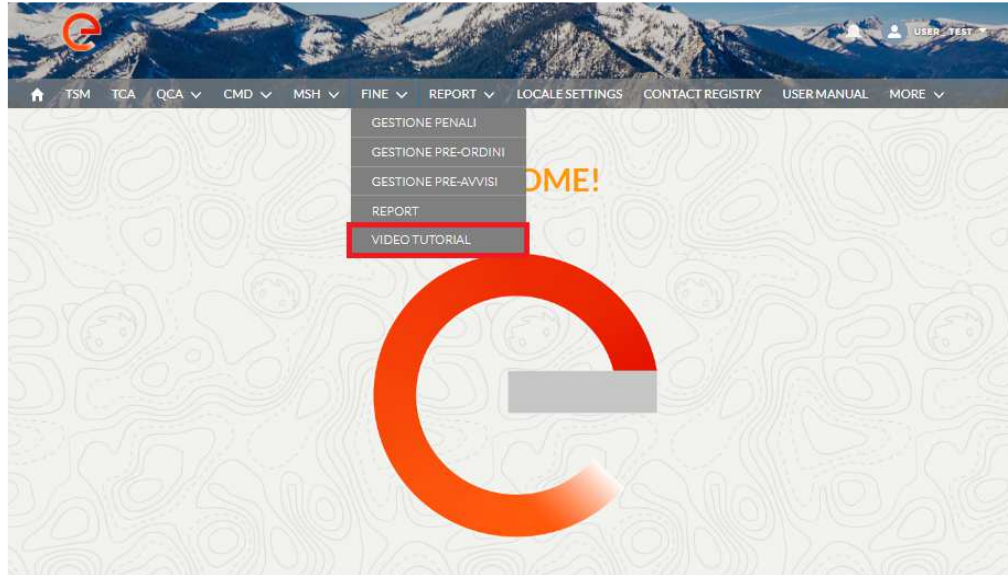 USER_TEST
TSM TCA QCA CMD MSH FINE REPORT LOCALE SETTINGS CONTACT REGISTRY USER MANUAL MORE
GESTIONE PENALI
GESTIONE PRE-ORDINI
GESTIONE PRE-AVVISI
OME!
REPORT
VIDEO TUTORIAL